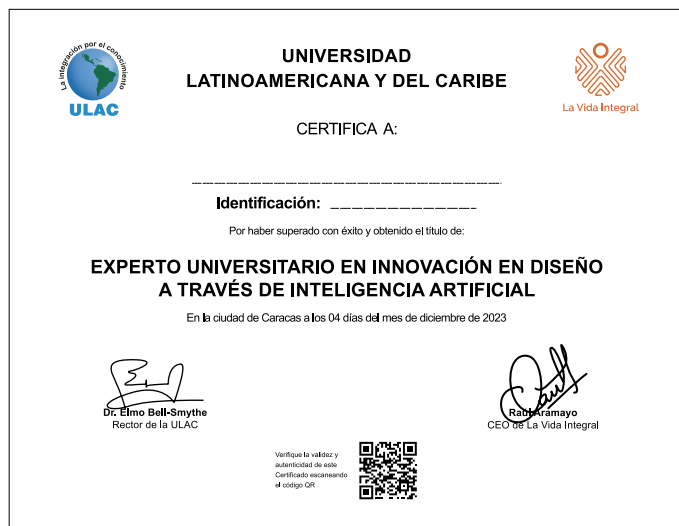 La integración por el conocimiento
ULAC
UNIVERSIDAD
LATINOAMERICANA Y DEL CARIBE
La Vida Integral
CERTIFICA A:
Identificación:
Por haber superado con éxito y obtenido el título de:
EXPERTO UNIVERSITARIO EN INNOVACIÓN EN DISEÑO
A TRAVÉS DE INTELIGENCIA ARTIFICIAL
En la ciudad de Caracas a los 04 días del mes de diciembre de 2023
Dr. Elmo Bell-Smythe
Rector de la ULAC
Raúl Aramayo
CEO de La Vida Integral
Verifique la validez y
autenticidad de este
Certificado escaneando
el código QR